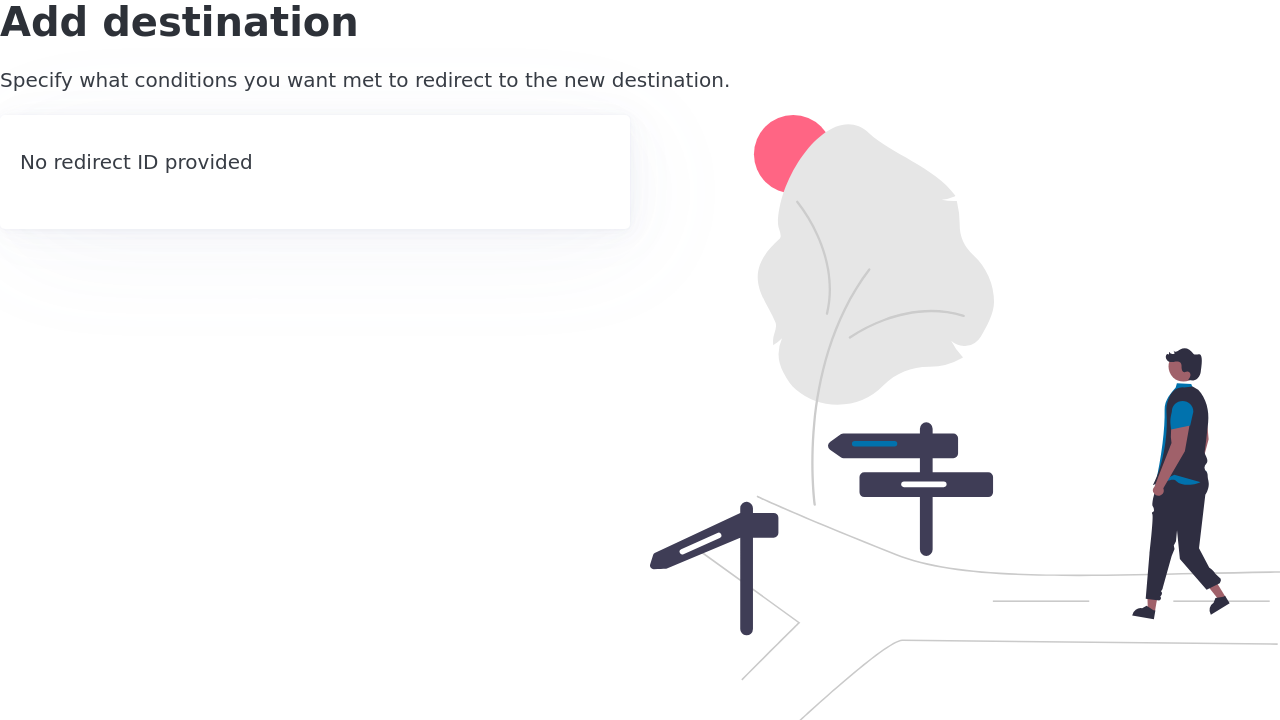 Add destination
Specify what conditions you want met to redirect to the new destination.
No redirect ID provided